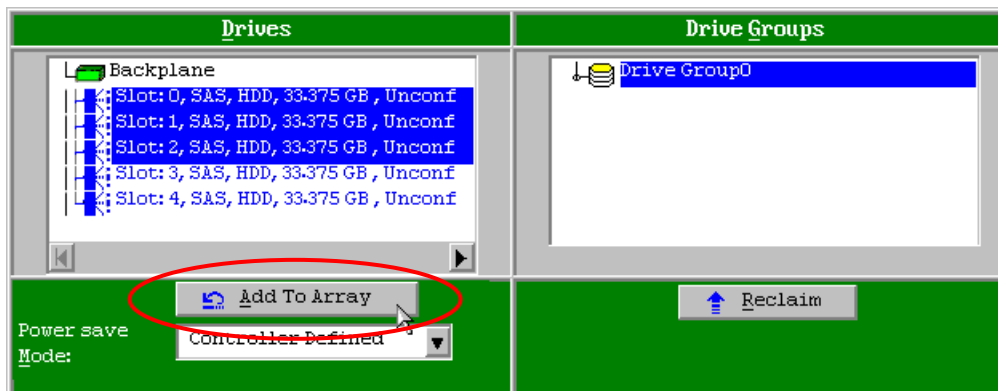 Drives
Backplane
Slot: 0, SAS, HDD, 33.375 GB , Unconf
Slot: 1, SAS, HDD, 33.375 GB , Unconf
Slot: 2, SAS, HDD, 33.375 GB , Unconf
Slot: 3, SAS, HDD, 33.375 GB , Unconf
Slot: 4, SAS, HDD, 33.375 GB , Unconf
Add To Array
Power save
Mode:
Controller Defined
Drive Groups
Drive Group0
Reclaim